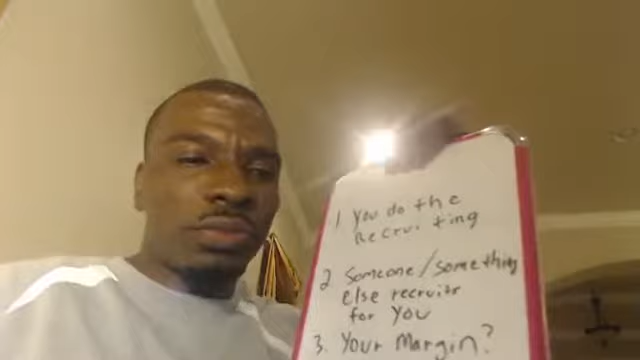 1 You do the
Recruiting
2 Someone/something
else recruits
for You
3. Your Margin?